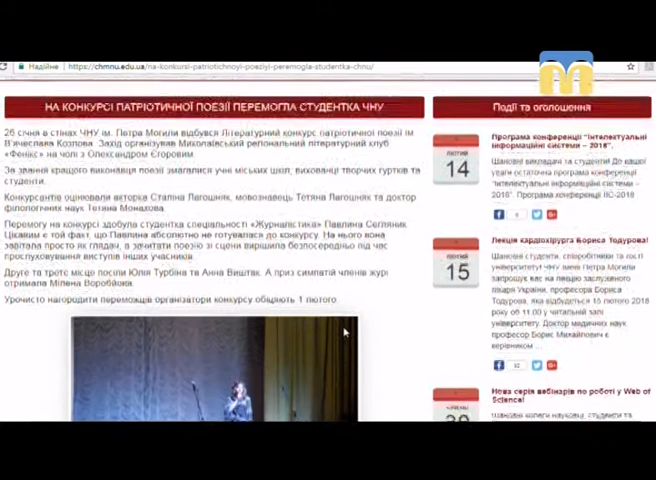 Надійне https://chmnu.edu.ua/na-konkursi-patriotichnoyi-poeziyi-peremogla-studentka-chnu/
НА КОНКУРСІ ПАТРІОТИЧНОЇ ПОЕЗІЇ ПЕРЕМОГЛА СТУДЕНТКА ЧНУ
26 січня в стінах ЧНУ ім. Петра Могили відбувся Літературний конкурс патріотичної поезії ім
В'ячеслава Козлова. Захід організував Миколаївський регіональний літературний клуб
«Фенікс» на чолі з Олександром Єгоровим
За звання кращого виконавця поезії змагалися учні міських шкіл, вихованці творчих гуртків та
студенти.
Конкурсантів оцінювали авторка Сталіна Лагошняк, мовознавець Тетяна Лагошняк та доктор
філологічних наук Тетяна Монахова.
Перемогу на конкурсі здобула студентка спеціальності «Журналістика» Павлина Сегляник
Цікавим є той факт, що Павлина абсолютно не готувалася до конкурсу. На нього вона
завітала просто як глядач, а зачитати поезію зі сцени вирішила безпосередньо під час
прослуховування виступів інших учасників.
Друге та третє місце посіли Юлія Турбіна та Анна Виштак. А приз симпатій членів журі
отримала Мілена Воробйова.
Урочисто нагородити переможців організатори конкурсу обіцяють 1 лютого
Події та оголошення
ЛЮТИЙ
14
Програма конференції "Інтелектуальні
інформаційні системи – 2018".
Шановні викладачі та студенти! До вашої
уваги остаточна програма конференції
"Інтелектуальні інформаційні системи –
2018". Програма конференції ІІС-2018
ЛЮТИЙ
15
Лекція кардіохірурга Бориса Тодурова!
Шановні студенти, співробітники та гості
університету! ЧНУ імені Петра Могили
запрошує вас на лекцію заслуженого
лікаря України, професора Бориса
Тодурова, яка відбудеться 15 лютого 2018
року об 11.00 у читальній залі
університету. Доктор медичних наук
професор Борис Михайлович є
керівником ...
Нова серія вебінарів по роботі у Web of
Science!
Шановні колеги науковці, студенти та